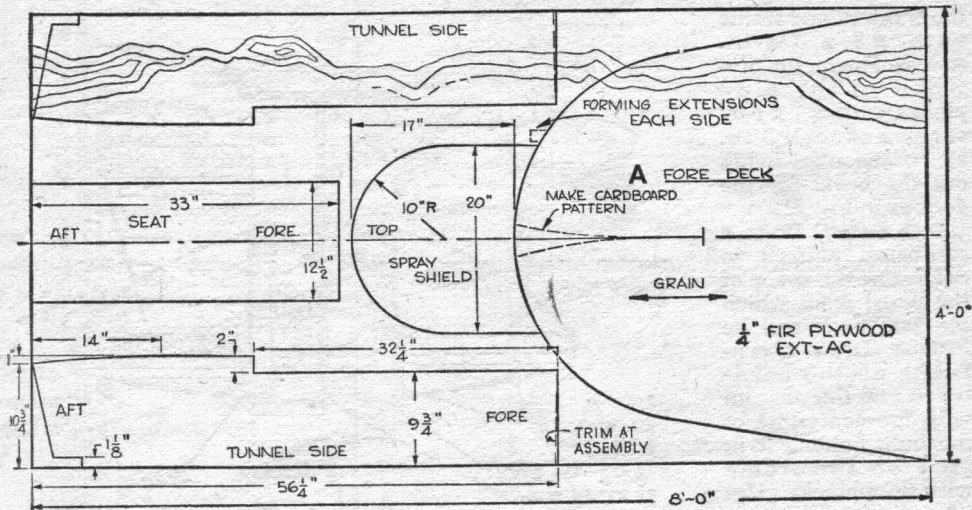 TUNNEL SIDE
17"
FORMING EXTENSIONS
EACH SIDE
A FORE DECK
MAKE CARDBOARD
PATTERN
33"
SEAT
AFT
FORE
12 1/2"
10"R
TOP
20"
SPRAY
SHIELD
GRAIN
4'-0"
1/4" FIR PLYWOOD
EXT-AC
14"
2"
32 1/4"
1"
10 3/4"
AFT
9 3/4"
FORE
1 1/8"
TUNNEL SIDE
TRIM AT
ASSEMBLY
56 1/4"
8'-0"